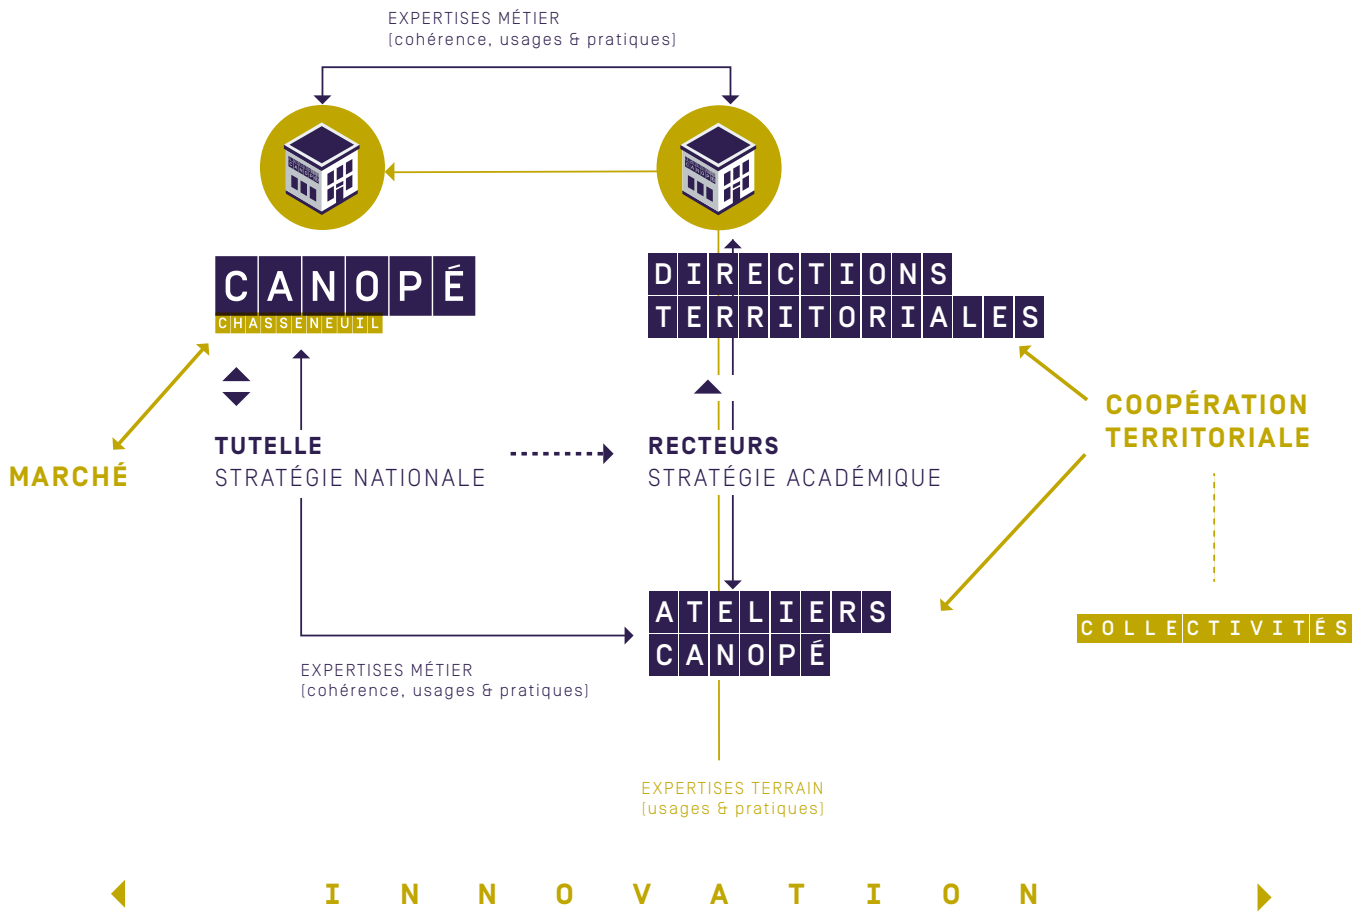 EXPERTISES MÉTIER
(cohérence, usages & pratiques)
CANOPÉ
CHASSENEUIL
DIRECTIONS
TERRITORIALES
COOPÉRATION
TERRITORIALE
MARCHÉ
TUTELLE
STRATÉGIE NATIONALE
RECTEURS
STRATÉGIE ACADÉMIQUE
ATELIERS
CANOPÉ
COLLECTIVITÉS
EXPERTISES MÉTIER
(cohérence, usages & pratiques)
EXPERTISES TERRAIN
(usages & pratiques)
INNOVATION